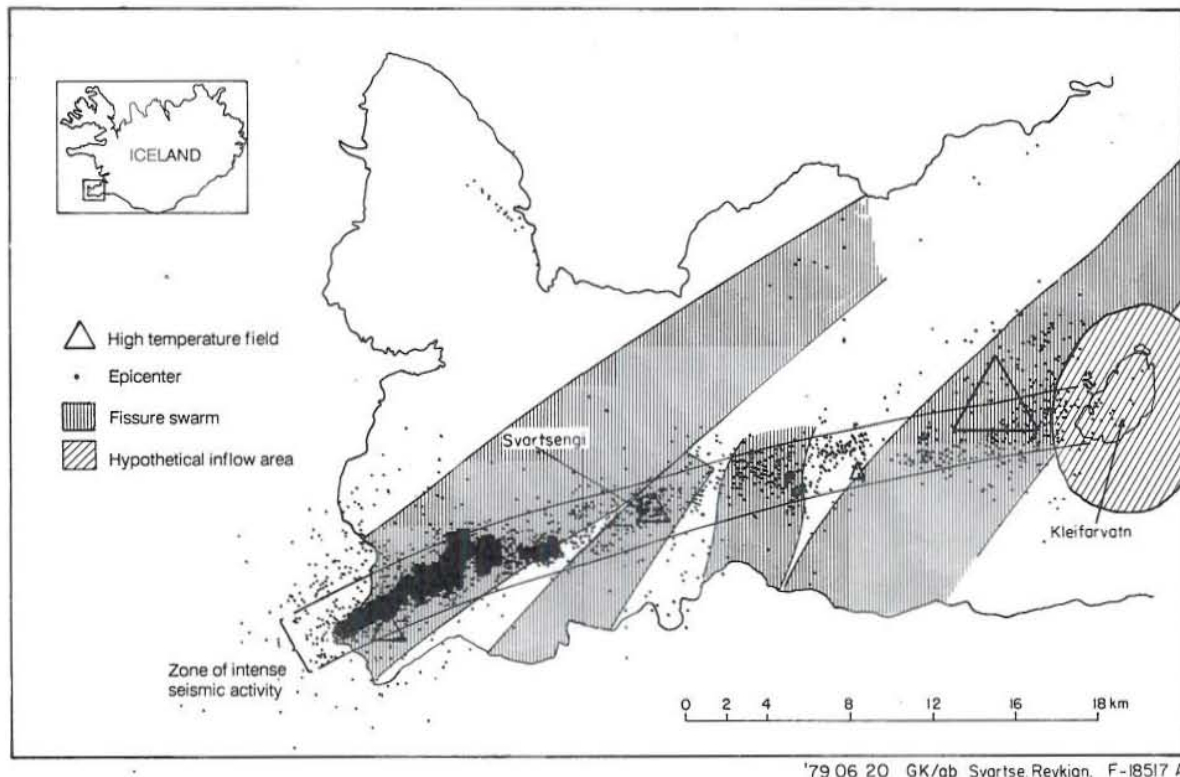 ICELAND
High temperature field
Epicenter
Fissure swarm
Hypothetical inflow area
Svartsengi
Kleifarvatn
Zone of intense
seismic activity
0 2 4 8 12 16 18 km
'79 06 20 GK/gb Svartse. Reykjan. F-18517 A